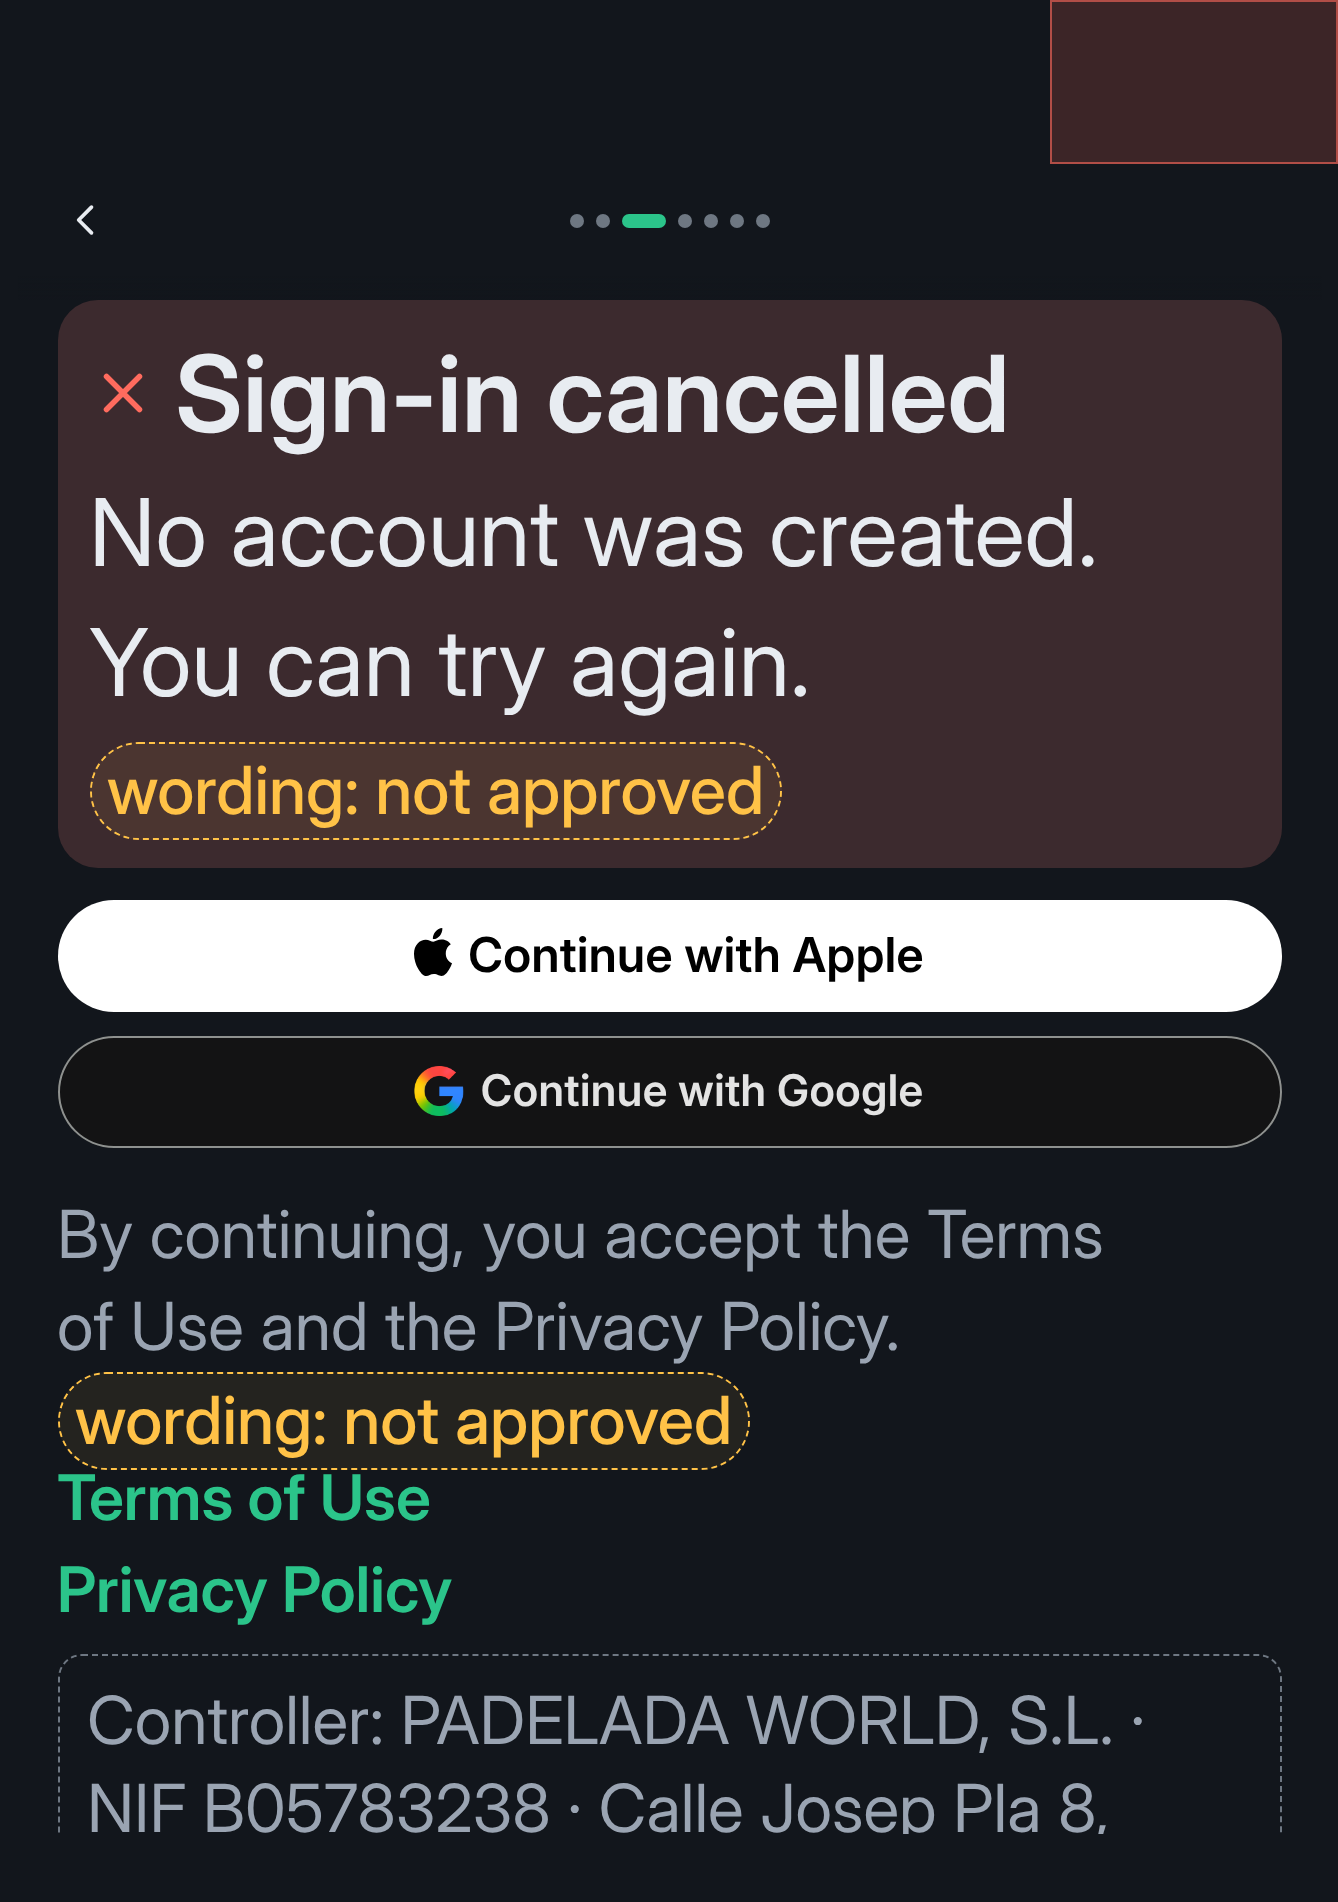 Sign-in cancelled
No account was created.
You can try again.
wording: not approved
Continue with Apple
Continue with Google
By continuing, you accept the Terms
of Use and the Privacy Policy.
wording: not approved
Terms of Use
Privacy Policy
Controller: PADELADA WORLD, S.L. ·
NIF B05783238 · Calle Josep Pla 8,